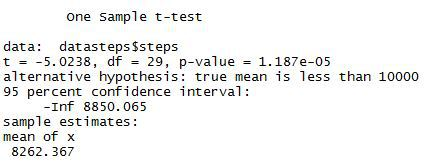 One Sample t-test
data: datasteps$steps
t = -5.0238, df = 29, p-value = 1.187e-05
alternative hypothesis: true mean is less than 10000
95 percent confidence interval:
-Inf 8850.065
sample estimates:
mean of x
8262.367